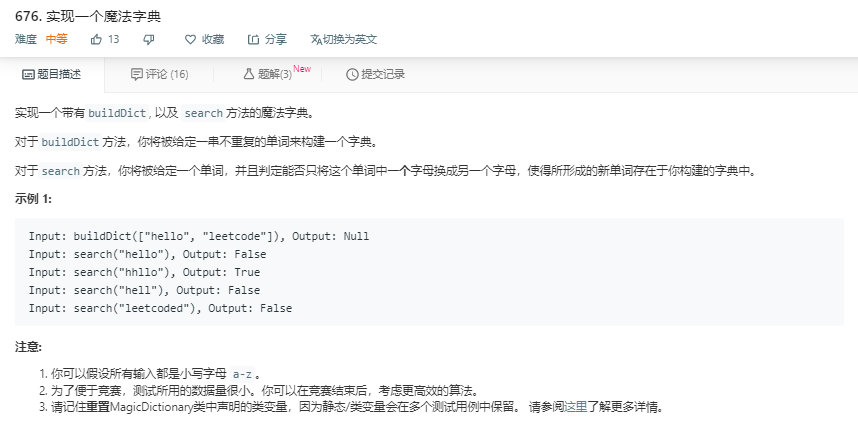 676. 实现一个魔法字典
难度 中等 13 收藏 分享 切换为英文
题目描述 评论 (16) 题解(3) New 提交记录
实现一个带有 buildDict , 以及 search 方法的魔法字典。
对于 buildDict 方法，你将被给定一串不重复的单词来构建一个字典。
对于 search 方法，你将被给定一个单词，并且判定能否只将这个单词中一个字母换成另一个字母，使得所形成的新单词存在于你构建的字典中。
示例 1:
Input: buildDict(["hello", "leetcode"]), Output: Null
Input: search("hello"), Output: False
Input: search("hhllo"), Output: True
Input: search("hell"), Output: False
Input: search("leetcoded"), Output: False
注意:
1. 你可以假设所有输入都是小写字母 a-z 。
2. 为了便于竞赛，测试所用的数据量很小。你可以在竞赛结束后，考虑更高效的算法。
3. 请记住重置MagicDictionary类中声明的类变量，因为静态/类变量会在多个测试用例中保留。 请参阅这里了解更多详情。